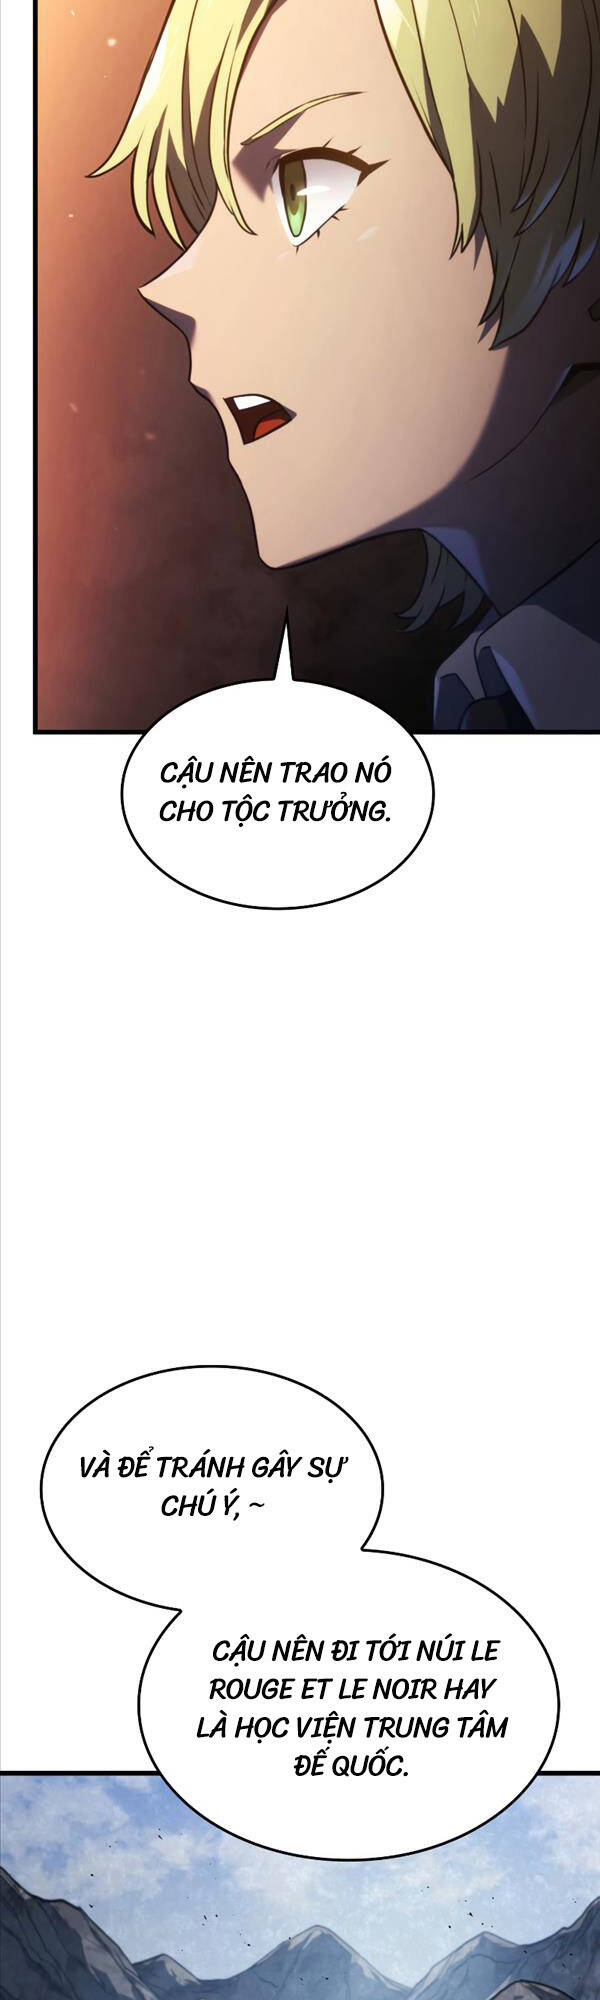 CẬU NÊN TRAO NÓ
CHO TỘC TRƯỞNG.
VÀ ĐỂ TRÁNH GÂY SỰ
CHÚ Ý, ~
CẬU NÊN ĐI TỚI NÚI LE
ROUGE ET LE NOIR HAY
LÀ HỌC VIỆN TRUNG TÂM
ĐẾ QUỐC.